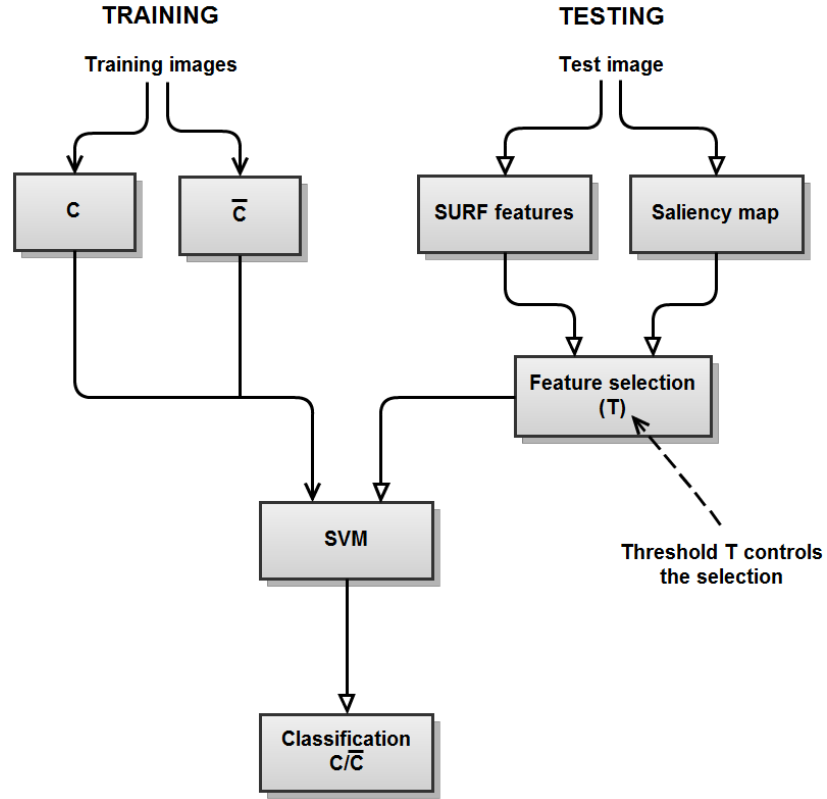 TRAINING
Training images
C
C̅
TESTING
Test image
SURF features
Saliency map
Feature selection
(T)
Threshold T controls
the selection
SVM
Classification
C/C̅